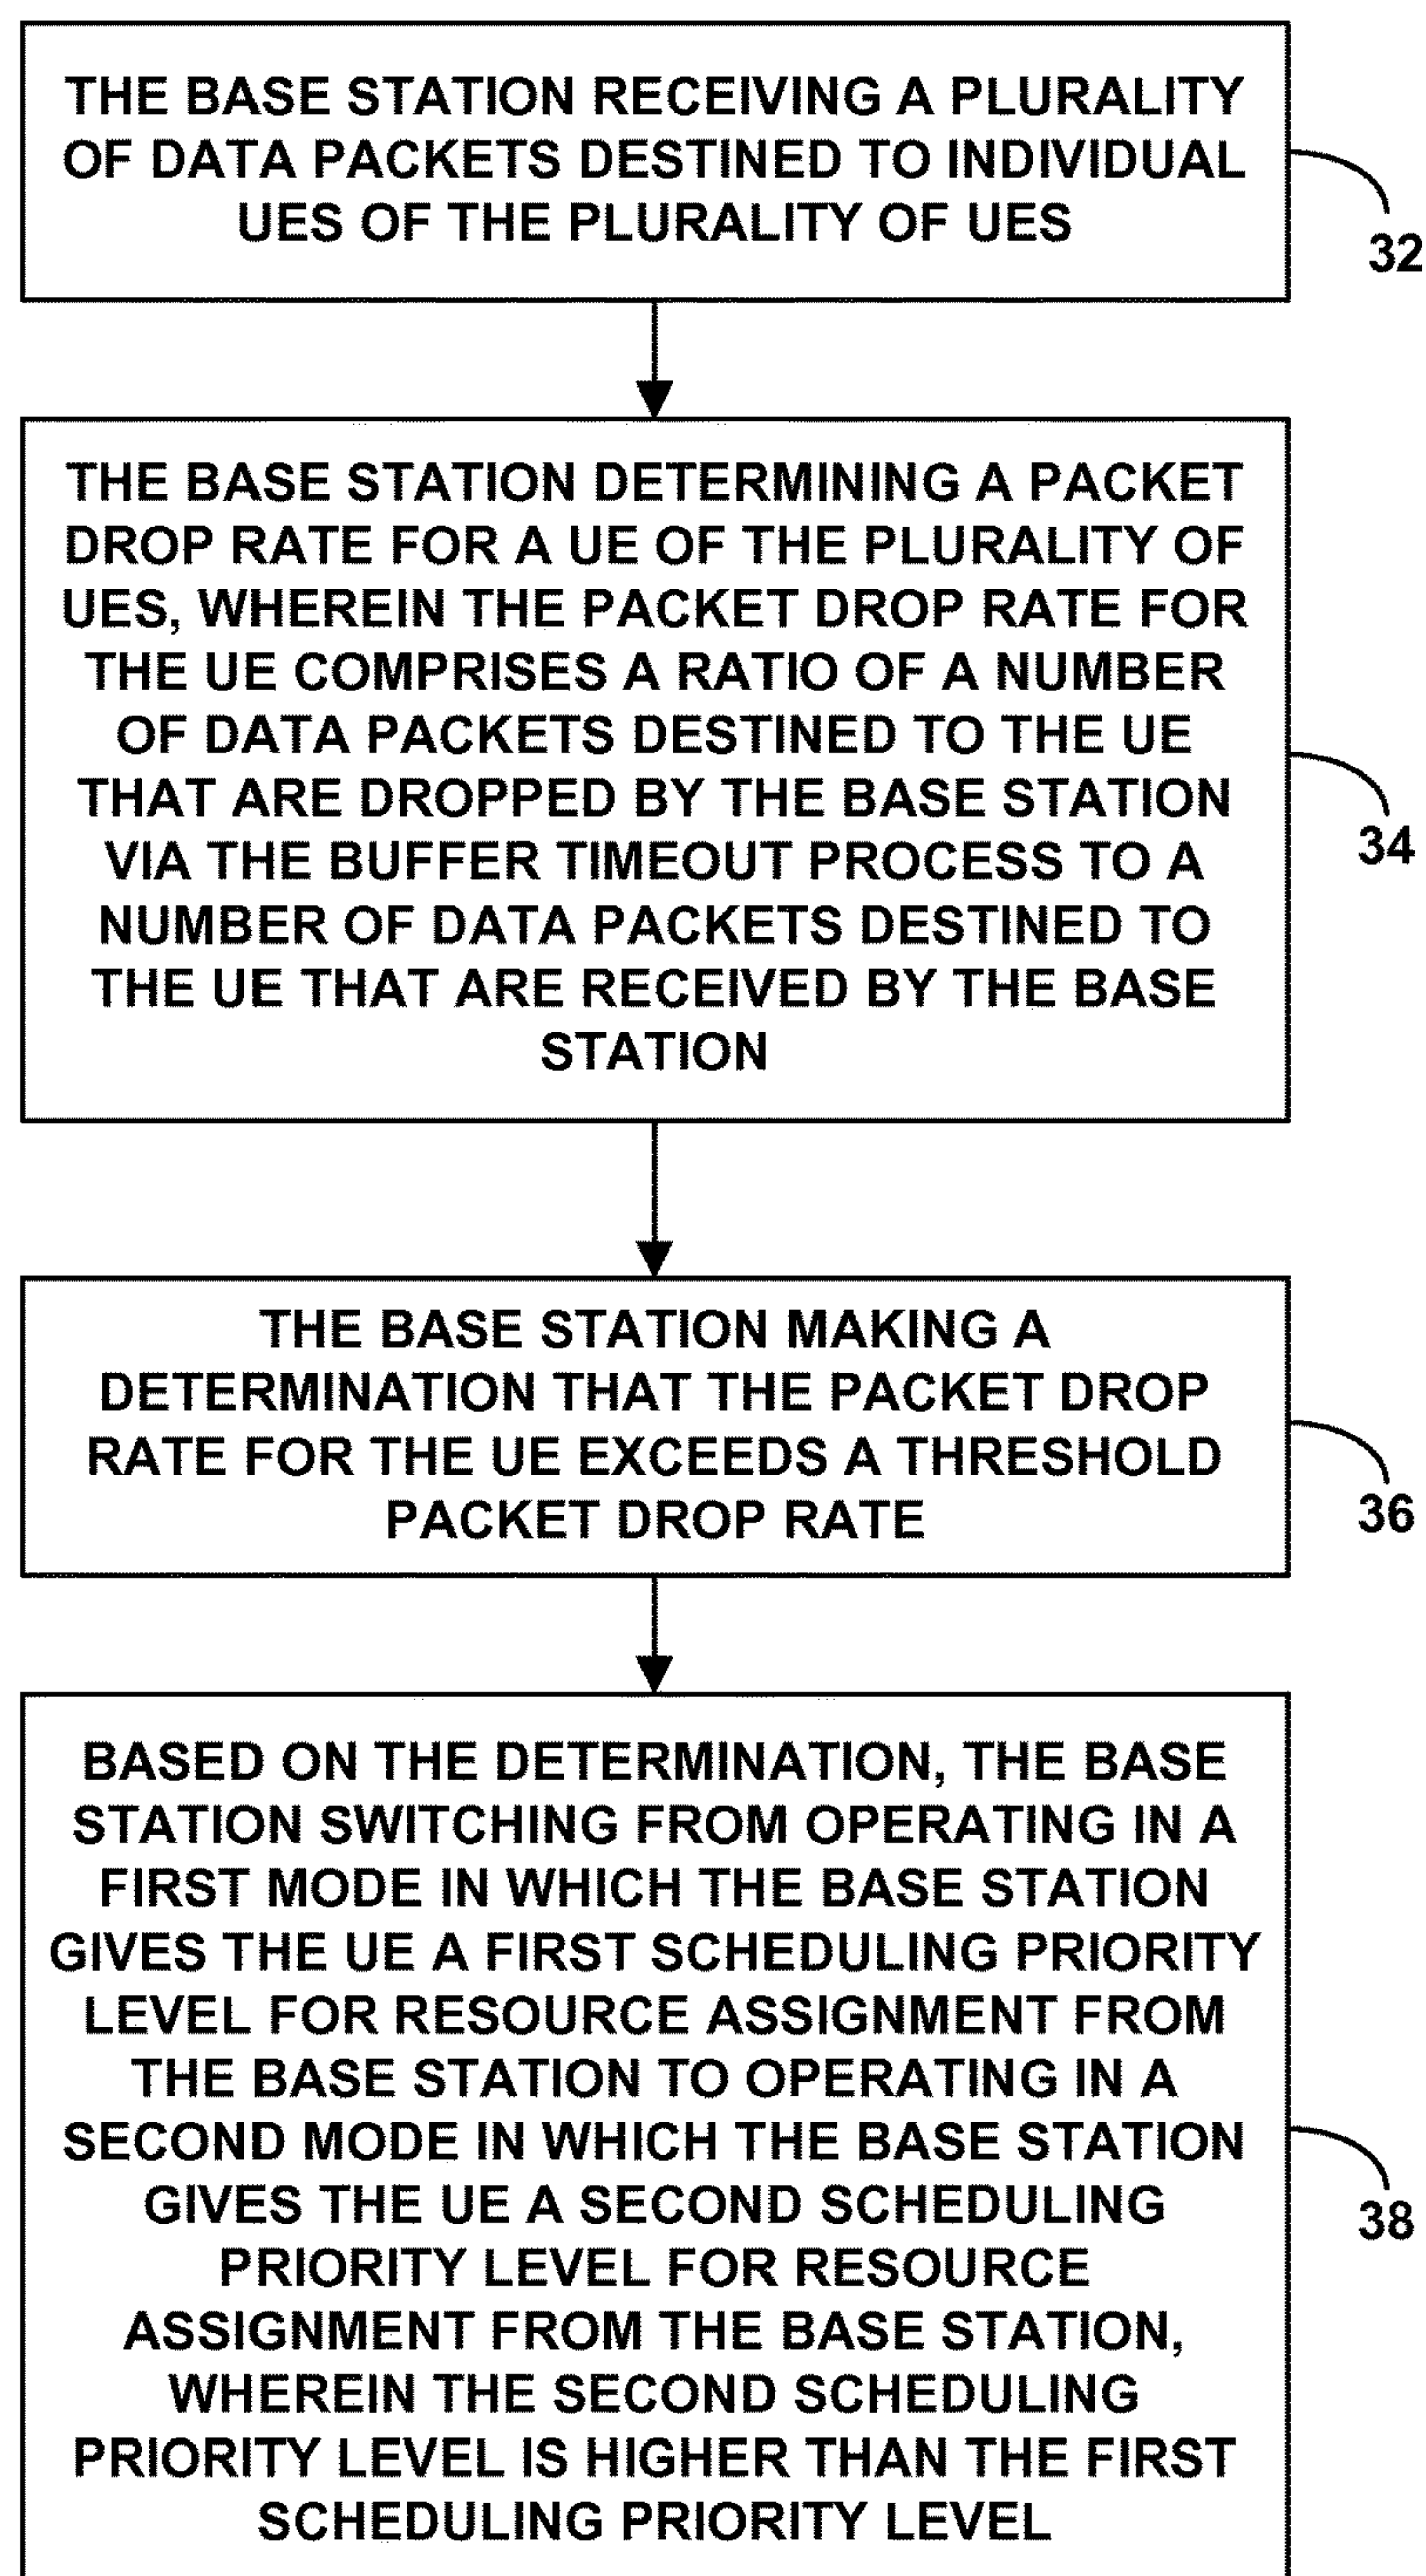 THE BASE STATION RECEIVING A PLURALITY
OF DATA PACKETS DESTINED TO INDIVIDUAL
UES OF THE PLURALITY OF UES
32
THE BASE STATION DETERMINING A PACKET
DROP RATE FOR A UE OF THE PLURALITY OF
UES, WHEREIN THE PACKET DROP RATE FOR
THE UE COMPRISES A RATIO OF A NUMBER
OF DATA PACKETS DESTINED TO THE UE
THAT ARE DROPPED BY THE BASE STATION
VIA THE BUFFER TIMEOUT PROCESS TO A
NUMBER OF DATA PACKETS DESTINED TO
THE UE THAT ARE RECEIVED BY THE BASE
STATION
34
THE BASE STATION MAKING A
DETERMINATION THAT THE PACKET DROP
RATE FOR THE UE EXCEEDS A THRESHOLD
PACKET DROP RATE
36
BASED ON THE DETERMINATION, THE BASE
STATION SWITCHING FROM OPERATING IN A
FIRST MODE IN WHICH THE BASE STATION
GIVES THE UE A FIRST SCHEDULING PRIORITY
LEVEL FOR RESOURCE ASSIGNMENT FROM
THE BASE STATION TO OPERATING IN A
SECOND MODE IN WHICH THE BASE STATION
GIVES THE UE A SECOND SCHEDULING
PRIORITY LEVEL FOR RESOURCE
ASSIGNMENT FROM THE BASE STATION,
WHEREIN THE SECOND SCHEDULING
PRIORITY LEVEL IS HIGHER THAN THE FIRST
SCHEDULING PRIORITY LEVEL
38